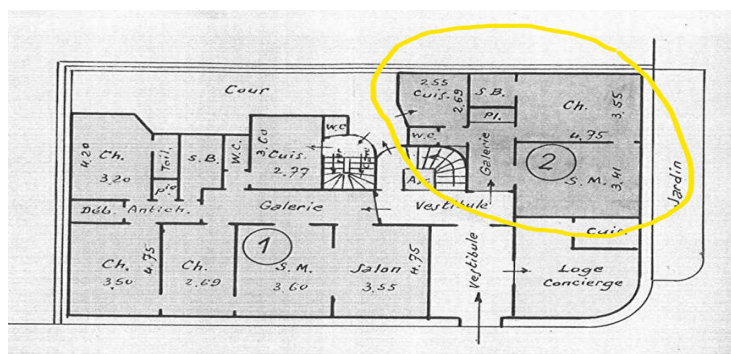 Cour
2.55
Cuis.
2.69
S.B.
Pl.
Ch.
3.55
4.75
W.C.
Galerie
2
S.M.
3.41
Jardin
4.20
Ch.
3.20
Toil.
S.B.
W.C.
3.60
Cuis.
2.77
W.C
Asc.
Déb.
Antich.
Galerie
Vestibule
1
Ch.
4.75
3.50
Ch.
2.69
S.M.
3.60
Salon
3.55
4.75
Vestibule
Cuis.
Loge
Concierge